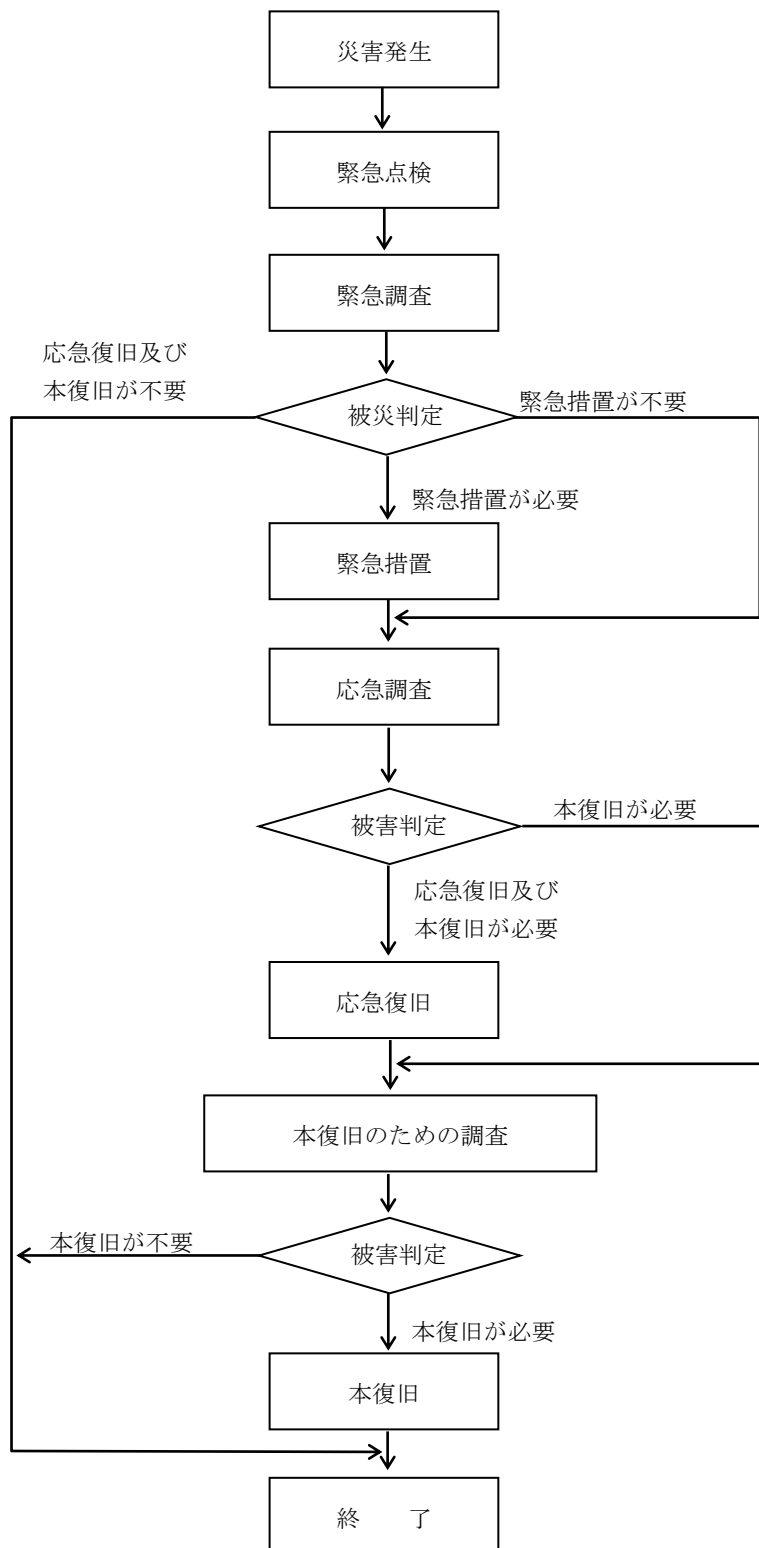 災害発生
緊急点検
緊急調査
応急復旧及び
本復旧が不要
被災判定
緊急措置が不要
緊急措置が必要
緊急措置
応急調査
被害判定
本復旧が必要
応急復旧及び
本復旧が必要
応急復旧
本復旧のための調査
本復旧が不要
被害判定
本復旧が必要
本復旧
終　　了